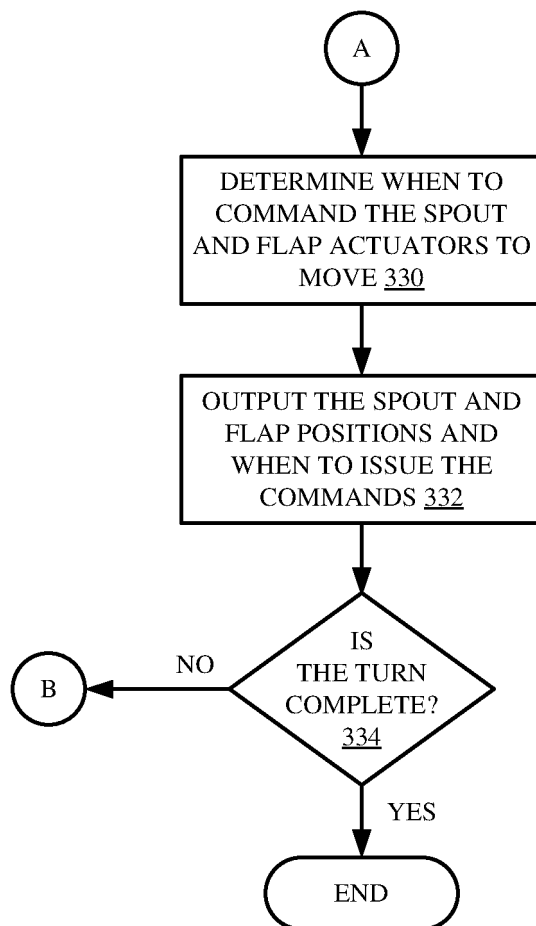 A
DETERMINE WHEN TO
COMMAND THE SPOUT
AND FLAP ACTUATORS TO
MOVE 330
OUTPUT THE SPOUT AND
FLAP POSITIONS AND
WHEN TO ISSUE THE
COMMANDS 332
IS
THE TURN
COMPLETE?
334
NO
B
YES
END